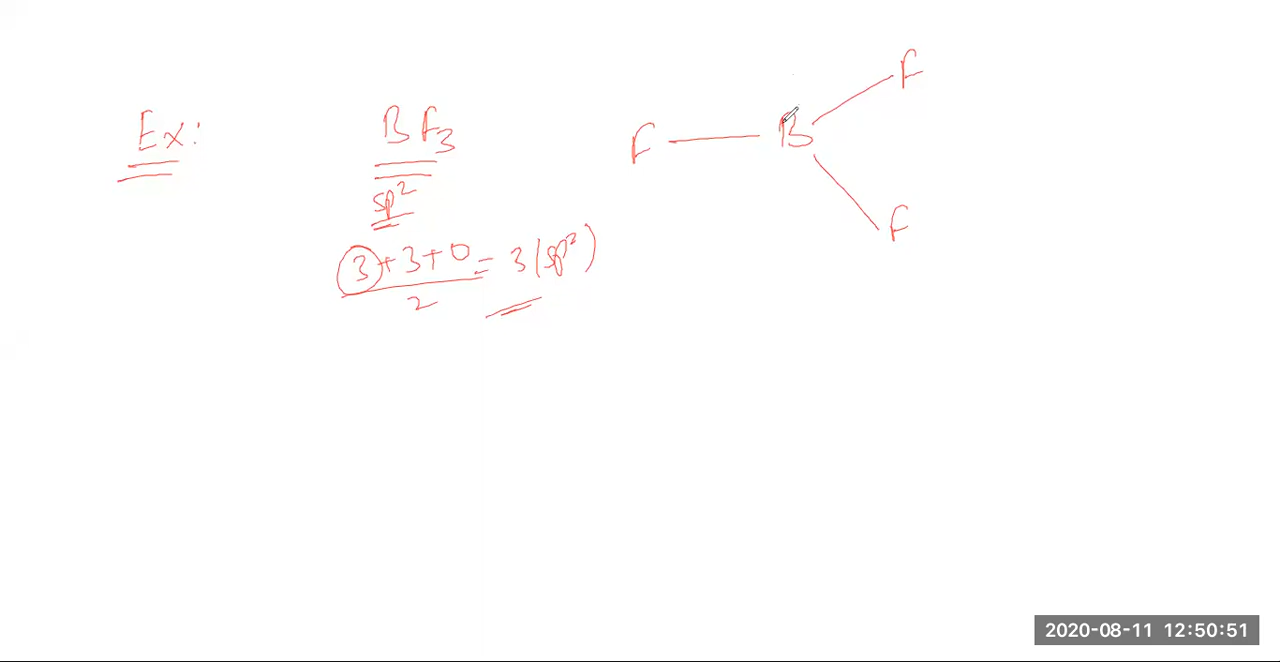 Ex: BF3
sp²
3+3+0 = 3 (sp²)
2
F
F B
F
2020-08-11 12:50:51